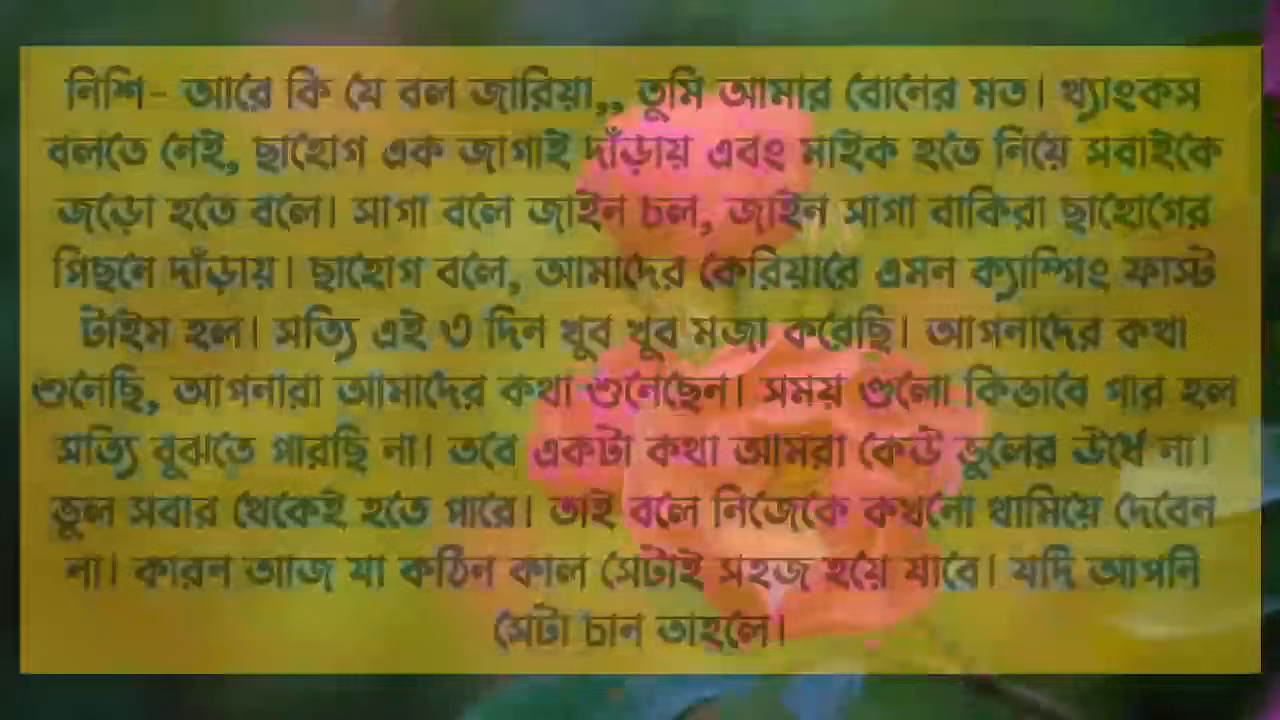 নিশি- আরে কি যে বল জারিয়া,, তুমি আমার বোনের মত। থ্যাংকস
বলতে নেই, ছাহোগ এক জাগাই দাঁড়ায় এবং মাইক হতে নিয়ে সবাইকে
জড়ো হতে বলে। সাগা বলে জাইন চল, জাইন সাগা বাকিরা ছাহোগের
পিছনে দাঁড়ায়। ছাহোগ বলে, আমাদের কেরিয়ারে এমন ক্যাম্পিং ফাস্ট
টাইম হল। সত্যি এই ৩ দিন খুব খুব মজা করেছি। আপনাদের কথা
শুনেছি, আপনারা আমাদের কথা শুনেছেন। সময় গুলো কিভাবে পার হল
সত্যি বুঝতে পারছি না। তবে একটা কথা আমরা কেউ ভুলের উর্ধে না।
ভুল সবার থেকেই হতে পারে। তাই বলে নিজেকে কখনো থামিয়ে দেবেন
না। কারন আজ যা কঠিন কাল সেটাই সহজ হয়ে যাবে। যদি আপনি
সেটা চান তাহলে।